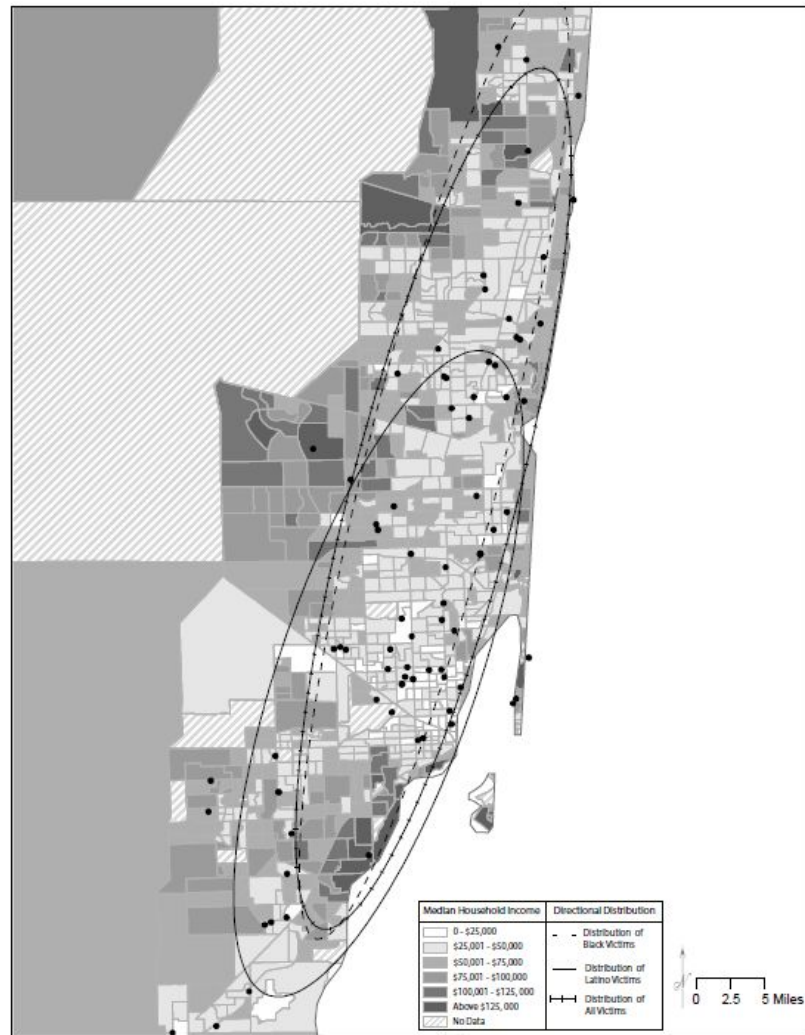 Median Household Income
0 - $25,000
$25,001 - $50,000
$50,001 - $75,000
$75,001 - $100,000
$100,001 - $125, 000
Above $125, 000
No Data
Directional Distribution
Distribution of
Black Victims
Distribution of
Latino Victims
Distribution of
All Victims
0 2.5 5 Miles